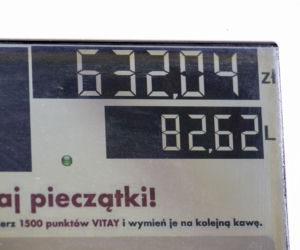 632,04 zł
82,62 L
aj pieczątki!
erz 1500 punktów VITAY i wymień je na kolejną kawę.